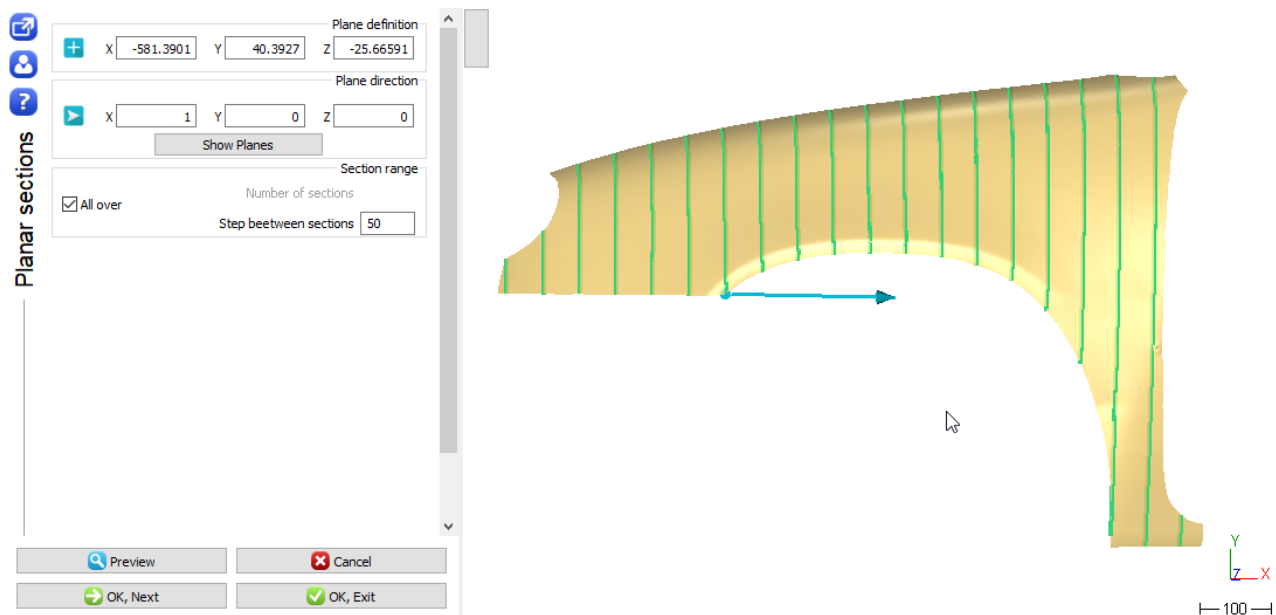 Planar sections
Plane definition
X -581.3901 Y 40.3927 Z -25.66591
Plane direction
X 1 Y 0 Z 0
Show Planes
Section range
Number of sections
All over
Step beetween sections 50
Preview
Cancel
OK, Next
OK, Exit
Y
Z X
100